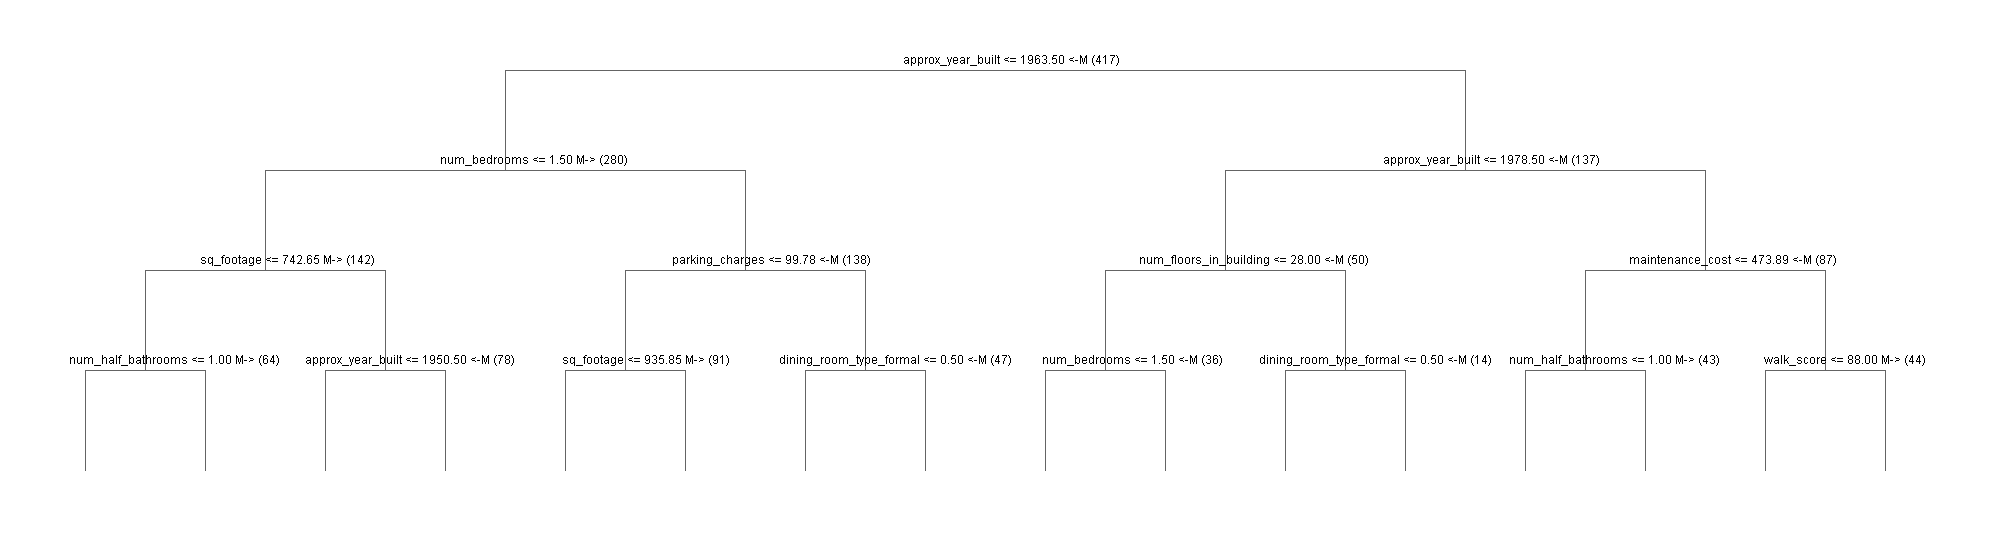 approx_year_built <= 1963.50 <-M (417)
num_bedrooms <= 1.50 M-> (280)
approx_year_built <= 1978.50 <-M (137)
sq_footage <= 742.65 M-> (142)
parking_charges <= 99.78 <-M (138)
num_floors_in_building <= 28.00 <-M (50)
maintenance_cost <= 473.89 <-M (87)
num_half_bathrooms <= 1.00 M-> (64)
approx_year_built <= 1950.50 <-M (78)
sq_footage <= 935.85 M-> (91)
dining_room_type_formal <= 0.50 <-M (47)
num_bedrooms <= 1.50 <-M (36)
dining_room_type_formal <= 0.50 <-M (14)
num_half_bathrooms <= 1.00 M-> (43)
walk_score <= 88.00 M-> (44)